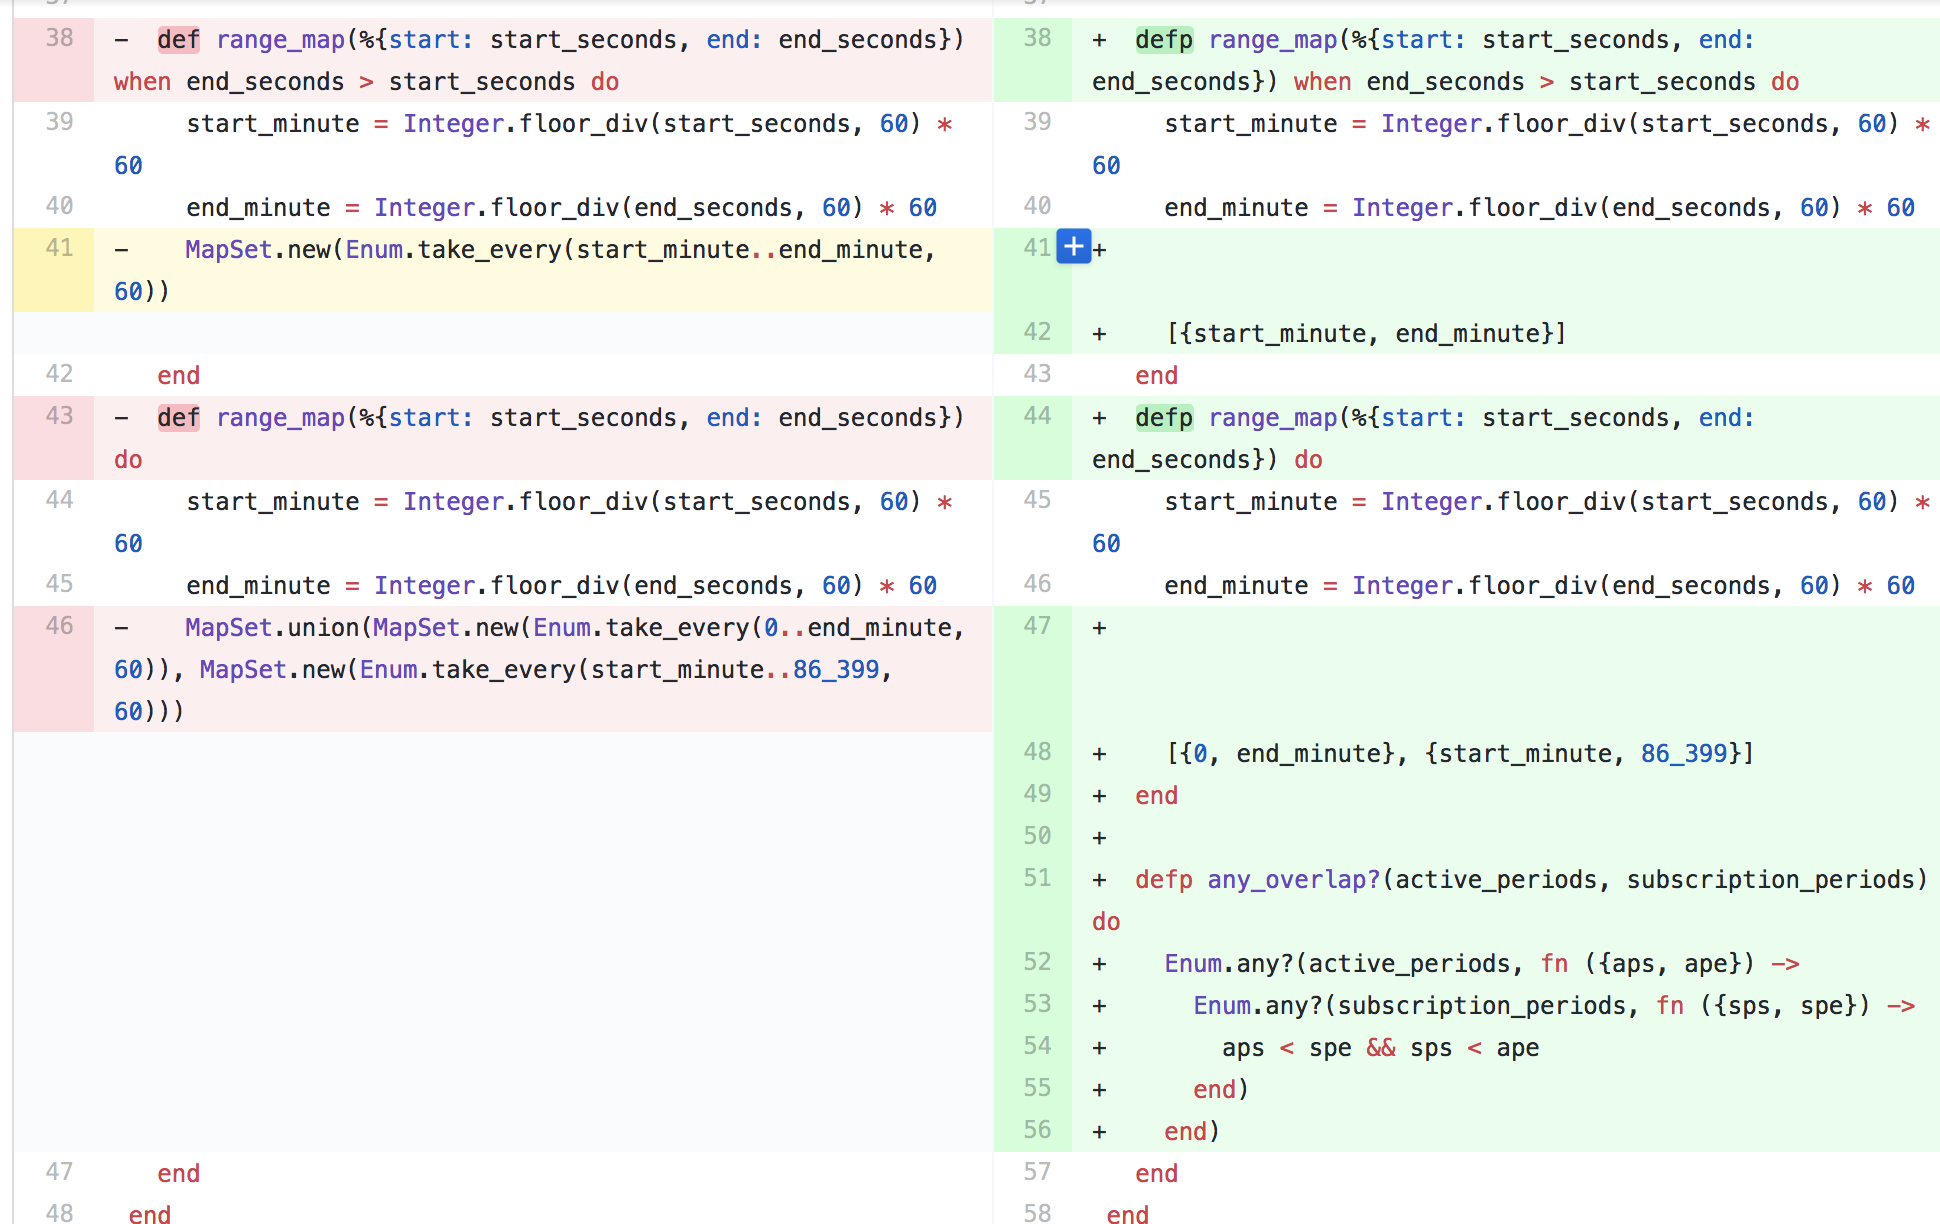 38 -  def range_map(%{start: start_seconds, end: end_seconds})
when end_seconds > start_seconds do
39     start_minute = Integer.floor_div(start_seconds, 60) *
60
40     end_minute = Integer.floor_div(end_seconds, 60) * 60
41 -    MapSet.new(Enum.take_every(start_minute..end_minute,
60))
42   end
43 -  def range_map(%{start: start_seconds, end: end_seconds})
do
44     start_minute = Integer.floor_div(start_seconds, 60) *
60
45     end_minute = Integer.floor_div(end_seconds, 60) * 60
46 -    MapSet.union(MapSet.new(Enum.take_every(0..end_minute,
60)), MapSet.new(Enum.take_every(start_minute..86_399,
60)))
47   end
48 end
38 +  defp range_map(%{start: start_seconds, end:
end_seconds}) when end_seconds > start_seconds do
39     start_minute = Integer.floor_div(start_seconds, 60) *
60
40     end_minute = Integer.floor_div(end_seconds, 60) * 60
41 +
42 +    [{start_minute, end_minute}]
43   end
44 +  defp range_map(%{start: start_seconds, end:
end_seconds}) do
45     start_minute = Integer.floor_div(start_seconds, 60) *
60
46     end_minute = Integer.floor_div(end_seconds, 60) * 60
47 +
48 +    [{0, end_minute}, {start_minute, 86_399}]
49 +  end
50 +
51 +  defp any_overlap?(active_periods, subscription_periods)
do
52 +    Enum.any?(active_periods, fn ({aps, ape}) ->
53 +      Enum.any?(subscription_periods, fn ({sps, spe}) ->
54 +        aps < spe && sps < ape
55 +      end)
56 +    end)
57   end
58 end